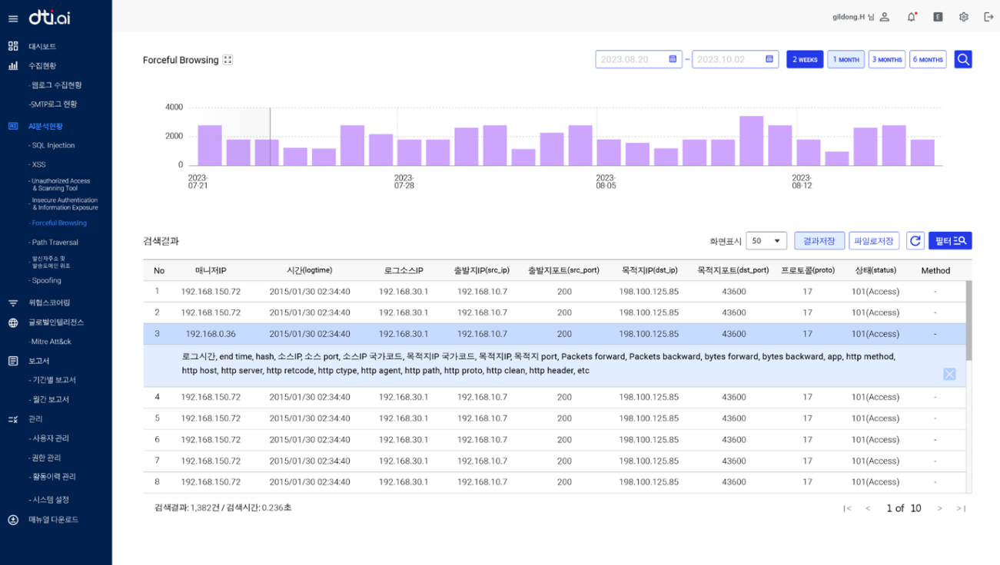 dti.ai
gildong.H 님
E
대시보드
수집현황
- 웹로그 수집현황
-SMTP로그 현황
AI분석현황
- SQL Injection
- XSS
- Unauthorized Access
& Scanning Tool
- Insecure Authentication
& Information Exposure
- Forceful Browsing
- Path Traversal
- 발신자주소 및
발송도메인 위조
- Spoofing
위협스코어링
글로벌인텔리전스
- Mitre Att&ck
보고서
- 기간별 보고서
- 월간 보고서
관리
- 사용자 관리
- 권한 관리
- 활동이력 관리
- 시스템 설정
매뉴얼 다운로드
Forceful Browsing
2023.08.20 – 2023.10.02 2 WEEKS 1 MONTH 3 MONTHS 6 MONTHS
4000
2000
0
2023-
07-21
2023-
07-28
2023-
08-05
2023-
08-12
검색결과
화면표시 50 결과저장 파일로저장 필터
No 매니저IP 시간(logtime) 로그소스IP 출발지IP(src_ip) 출발지포트(src_port) 목적지IP(dst_ip) 목적지포트(dst_port) 프로토콜(proto) 상태(status) Method
1 192.168.150.72 2015/01/30 02:34:40 192.168.30.1 192.168.10.7 200 198.100.125.85 43600 17 101(Access) -
2 192.168.150.72 2015/01/30 02:34:40 192.168.30.1 192.168.10.7 200 198.100.125.85 43600 17 101(Access) -
3 192.168.0.36 2015/01/30 02:34:40 192.168.30.1 192.168.10.7 200 198.100.125.85 43600 17 101(Access) -
로그시간, end time, hash, 소스IP, 소스 port, 소스IP 국가코드, 목적지IP 국가코드, 목적지IP, 목적지 port, Packets forward, Packets backward, bytes forward, bytes backward, app, http method,
http host, http server, http retcode, http ctype, http agent, http path, http proto, http clean, http header, etc
4 192.168.150.72 2015/01/30 02:34:40 192.168.30.1 192.168.10.7 200 198.100.125.85 43600 17 101(Access) -
5 192.168.150.72 2015/01/30 02:34:40 192.168.30.1 192.168.10.7 200 198.100.125.85 43600 17 101(Access) -
6 192.168.150.72 2015/01/30 02:34:40 192.168.30.1 192.168.10.7 200 198.100.125.85 43600 17 101(Access) -
7 192.168.150.72 2015/01/30 02:34:40 192.168.30.1 192.168.10.7 200 198.100.125.85 43600 17 101(Access) -
8 192.168.150.72 2015/01/30 02:34:40 192.168.30.1 192.168.10.7 200 198.100.125.85 43600 17 101(Access) -
검색결과: 1,382건 / 검색시간: 0.236초
|< < 1 of 10 > >|